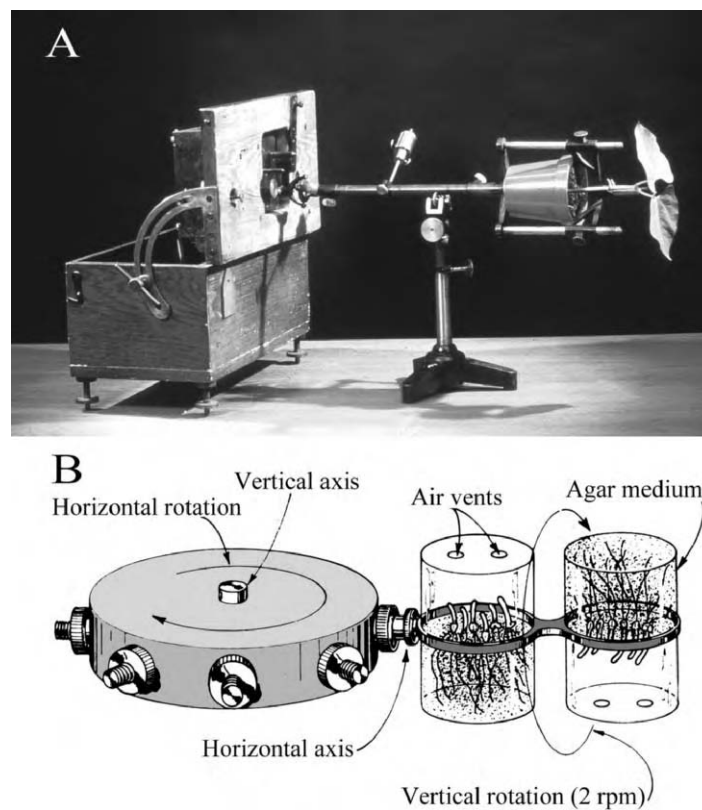 A
B
Vertical axis
Horizontal rotation
Air vents
Agar medium
Horizontal axis
Vertical rotation (2 rpm)